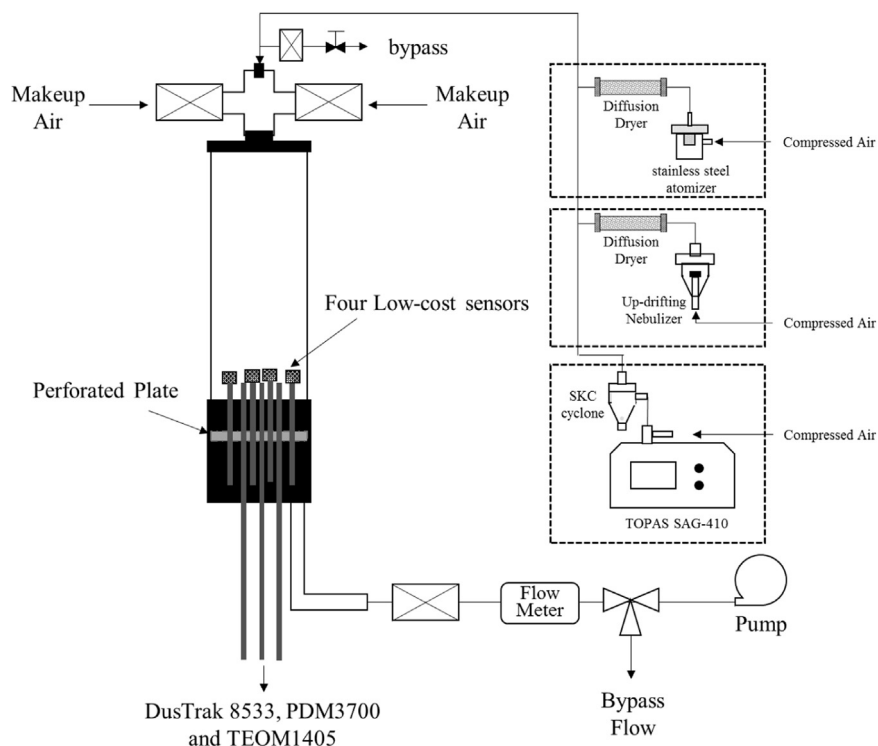 bypass
Makeup
Air
Makeup
Air
Diffusion
Dryer
stainless steel
atomizer
Compressed Air
Diffusion
Dryer
Up-drifting
Nebulizer
Compressed Air
Four Low-cost sensors
Perforated Plate
SKC
cyclone
Compressed Air
TOPAS SAG-410
Flow
Meter
Pump
Bypass
Flow
DusTrak 8533, PDM3700
and TEOM1405